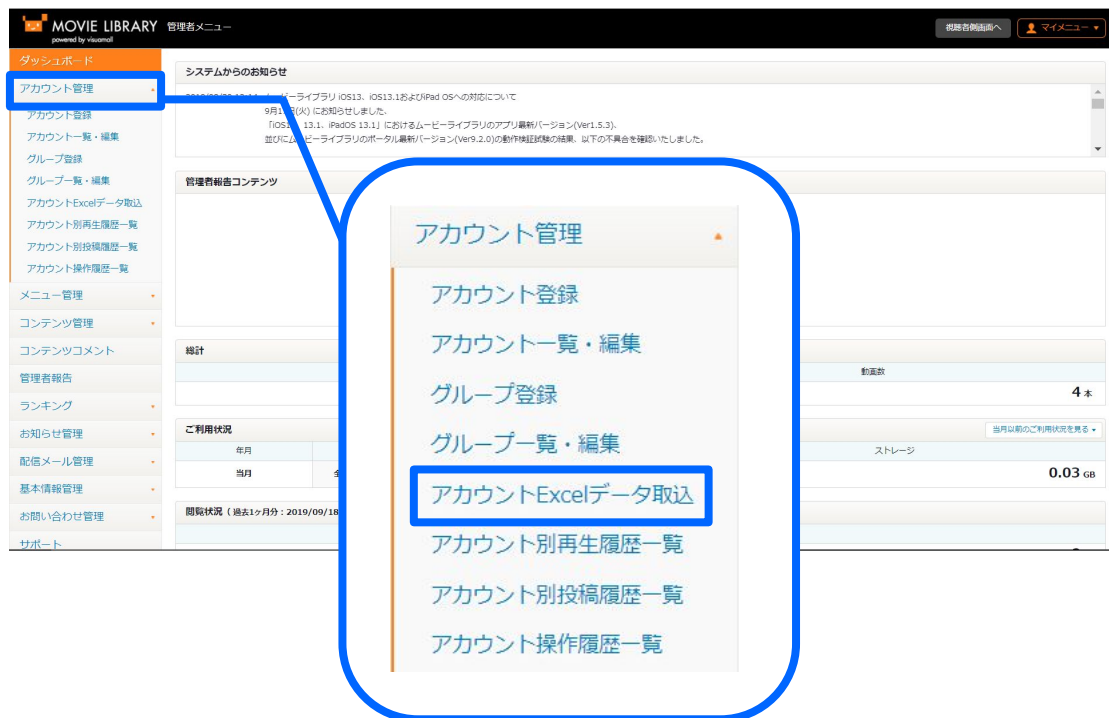 MOVIE LIBRARY 管理者メニュー
powered by visuamall
視聴者側画面へ
マイメニュー
ダッシュボード
アカウント管理
アカウント登録
アカウント一覧・編集
グループ登録
グループ一覧・編集
アカウントExcelデータ取込
アカウント別再生履歴一覧
アカウント別投稿履歴一覧
アカウント操作履歴一覧
メニュー管理
コンテンツ管理
コンテンツコメント
管理者報告
ランキング
お知らせ管理
配信メール管理
基本情報管理
お問い合わせ管理
サポート
システムからのお知らせ
ービーライブラリ iOS13、iOS13.1およびiPad OSへの対応について
9月1 日(火) にお知らせしました、
「iOS1 13.1、iPadOS 13.1」におけるムービーライブラリのアプリ最新バージョン(Ver1.5.3)、
並びにム ービーライブラリのポータル最新バージョン(Ver9.2.0)の動作検証試験の結果、以下の不具合を確認いたしました。
管理者報告コンテンツ
総計
動画数
4 本
ご利用状況
当月以前のご利用状況を見る
年月
ストレージ
当月
0.03 GB
閲覧状況 ( 過去1ヶ月分 : 2019/09/18
アカウント管理
アカウント登録
アカウント一覧・編集
グループ登録
グループ一覧・編集
アカウントExcelデータ取込
アカウント別再生履歴一覧
アカウント別投稿履歴一覧
アカウント操作履歴一覧